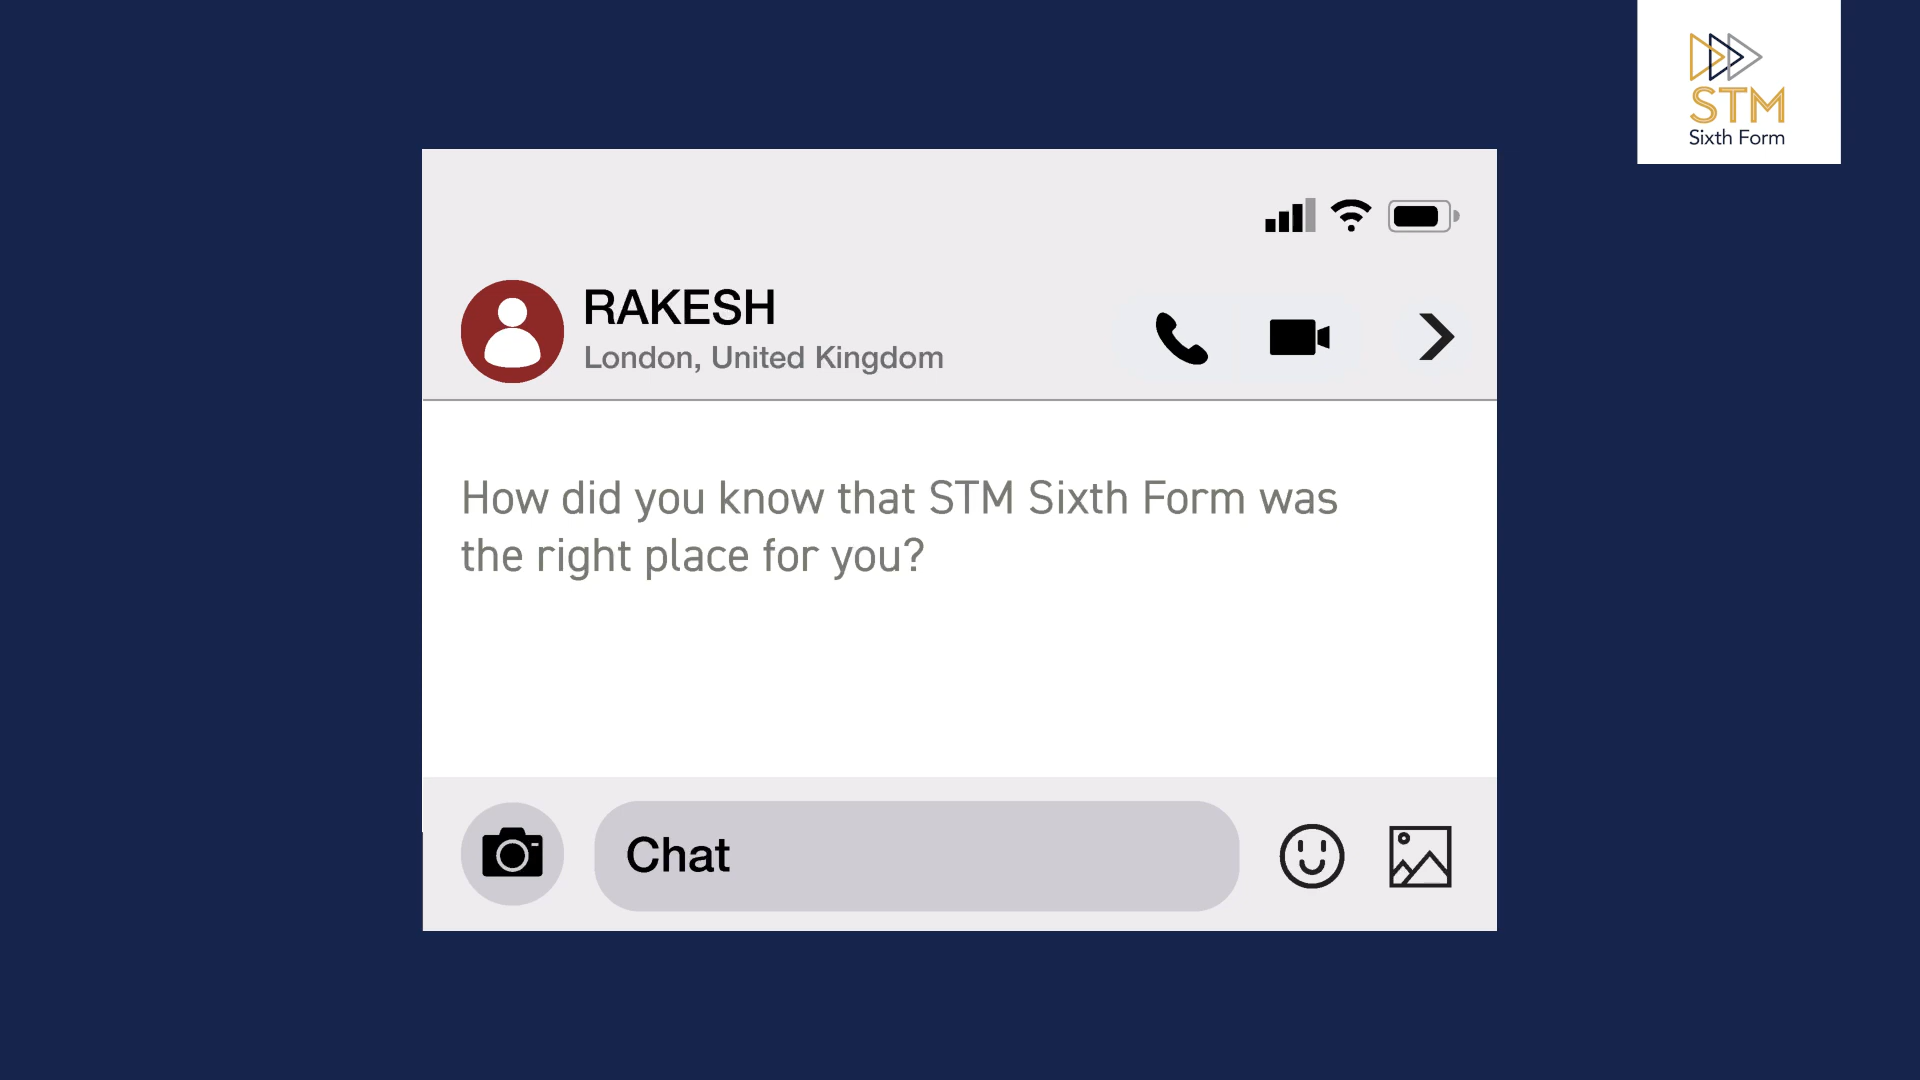 STM
Sixth Form
RAKESH
London, United Kingdom
How did you know that STM Sixth Form was
the right place for you?
Chat